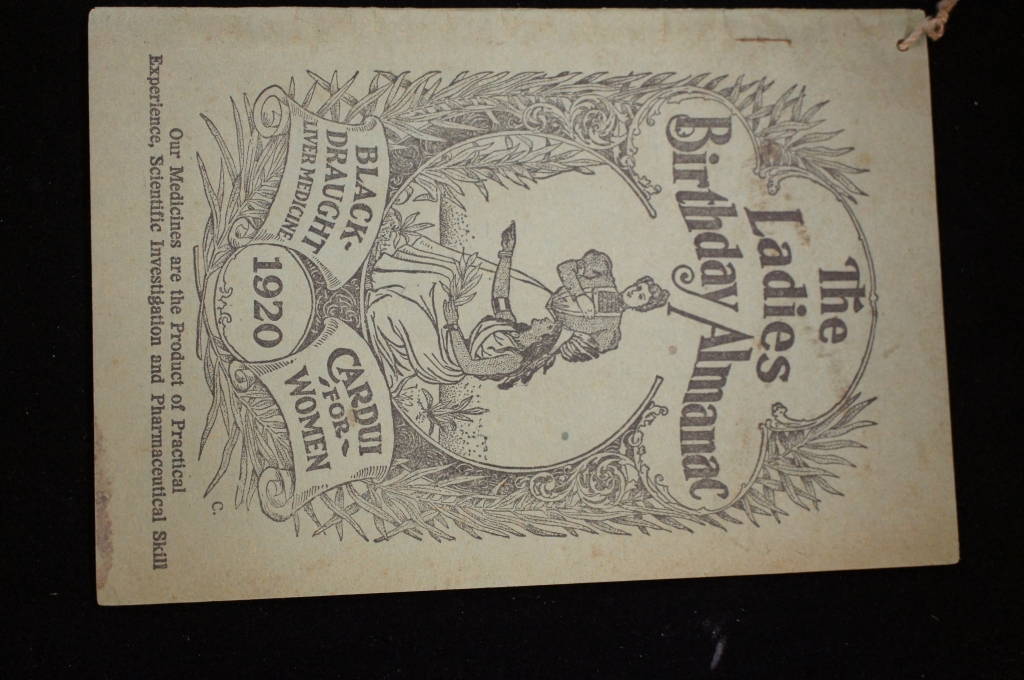 The
Ladies
Birthday Almanac
BLACK-
DRAUGHT
LIVER MEDICINE
1920
CARDUI
-FOR-
WOMEN
C.
Our Medicines are the Product of Practical
Experience, Scientific Investigation and Pharmaceutical Skill